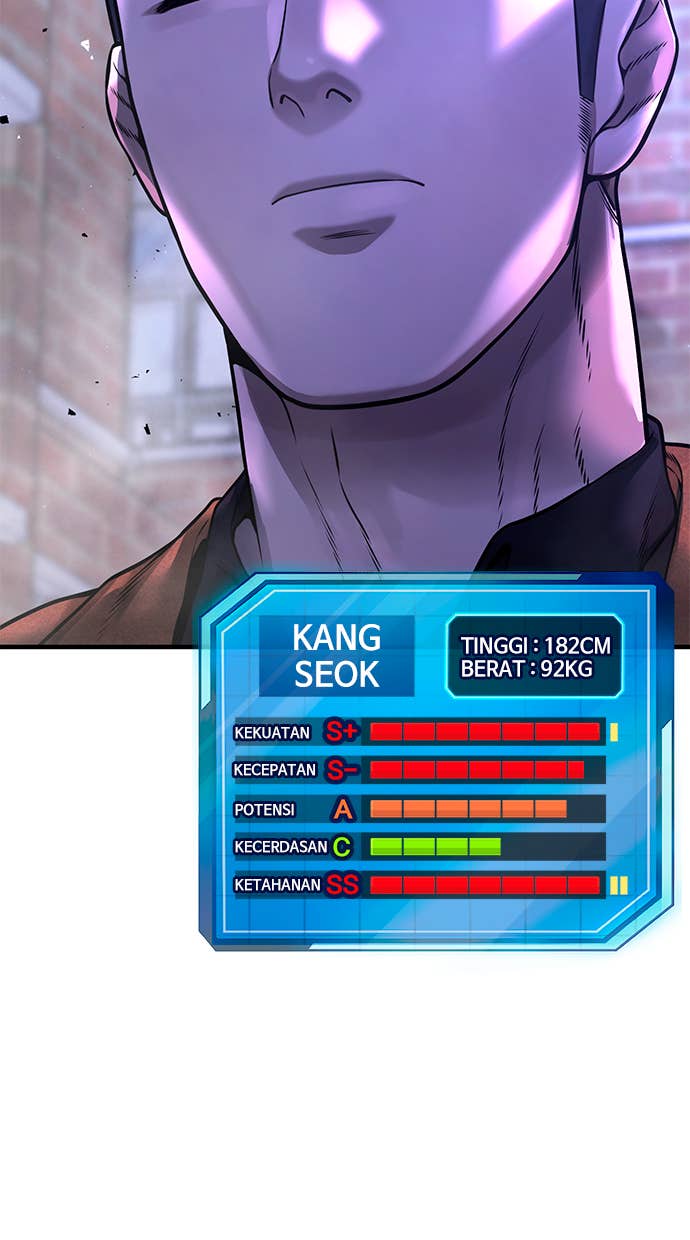 KANG
SEOK
TINGGI : 182CM
BERAT : 92KG
KEKUATAN S+
KECEPATAN S-
POTENSI A
KECERDASAN C
KETAHANAN SS